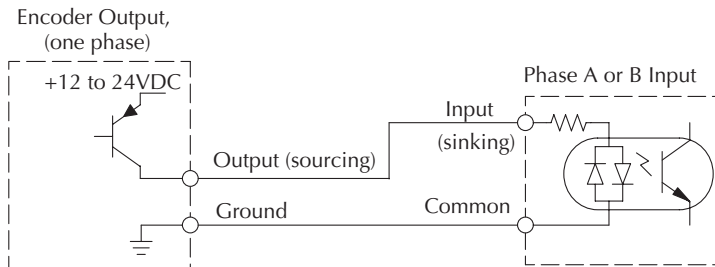 Encoder Output,
(one phase)
+12 to 24VDC
Phase A or B Input
Input
(sinking)
Output (sourcing)
Ground
Common